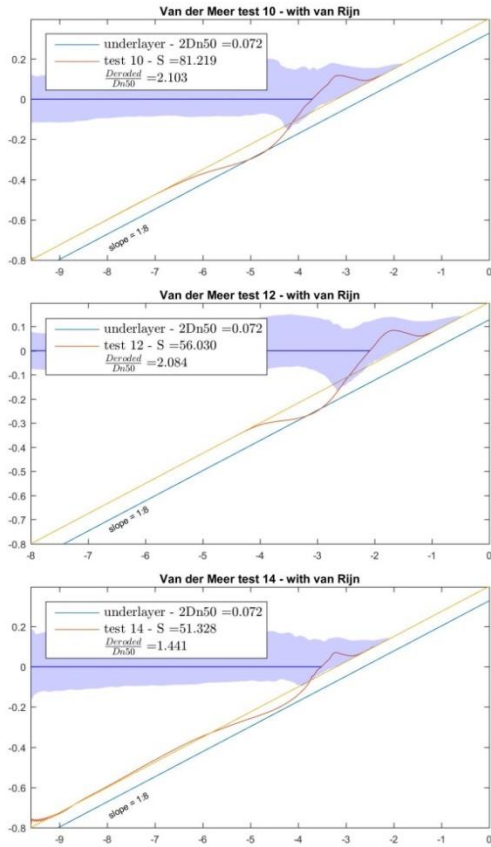 Van der Meer test 10 - with van Rijn
underlayer - 2Dn50 =0.072
test 10 - S =81.219
Deroded
Dn50
=2.103
0.4
0.2
0
-0.2
-0.4
-0.6
-0.8
slope = 1:8
-9 -8 -7 -6 -5 -4 -3 -2 -1 0
Van der Meer test 12 - with van Rijn
underlayer - 2Dn50 =0.072
test 12 - S =56.030
Deroded
Dn50
=2.084
0.1
0
-0.1
-0.2
-0.3
-0.4
-0.5
-0.6
-0.7
-0.8
slope = 1:8
-8 -7 -6 -5 -4 -3 -2 -1 0
Van der Meer test 14 - with van Rijn
underlayer - 2Dn50 =0.072
test 14 - S =51.328
Deroded
Dn50
=1.441
0.2
0
-0.2
-0.4
-0.6
-0.8
slope = 1:8
-9 -8 -7 -6 -5 -4 -3 -2 -1 0